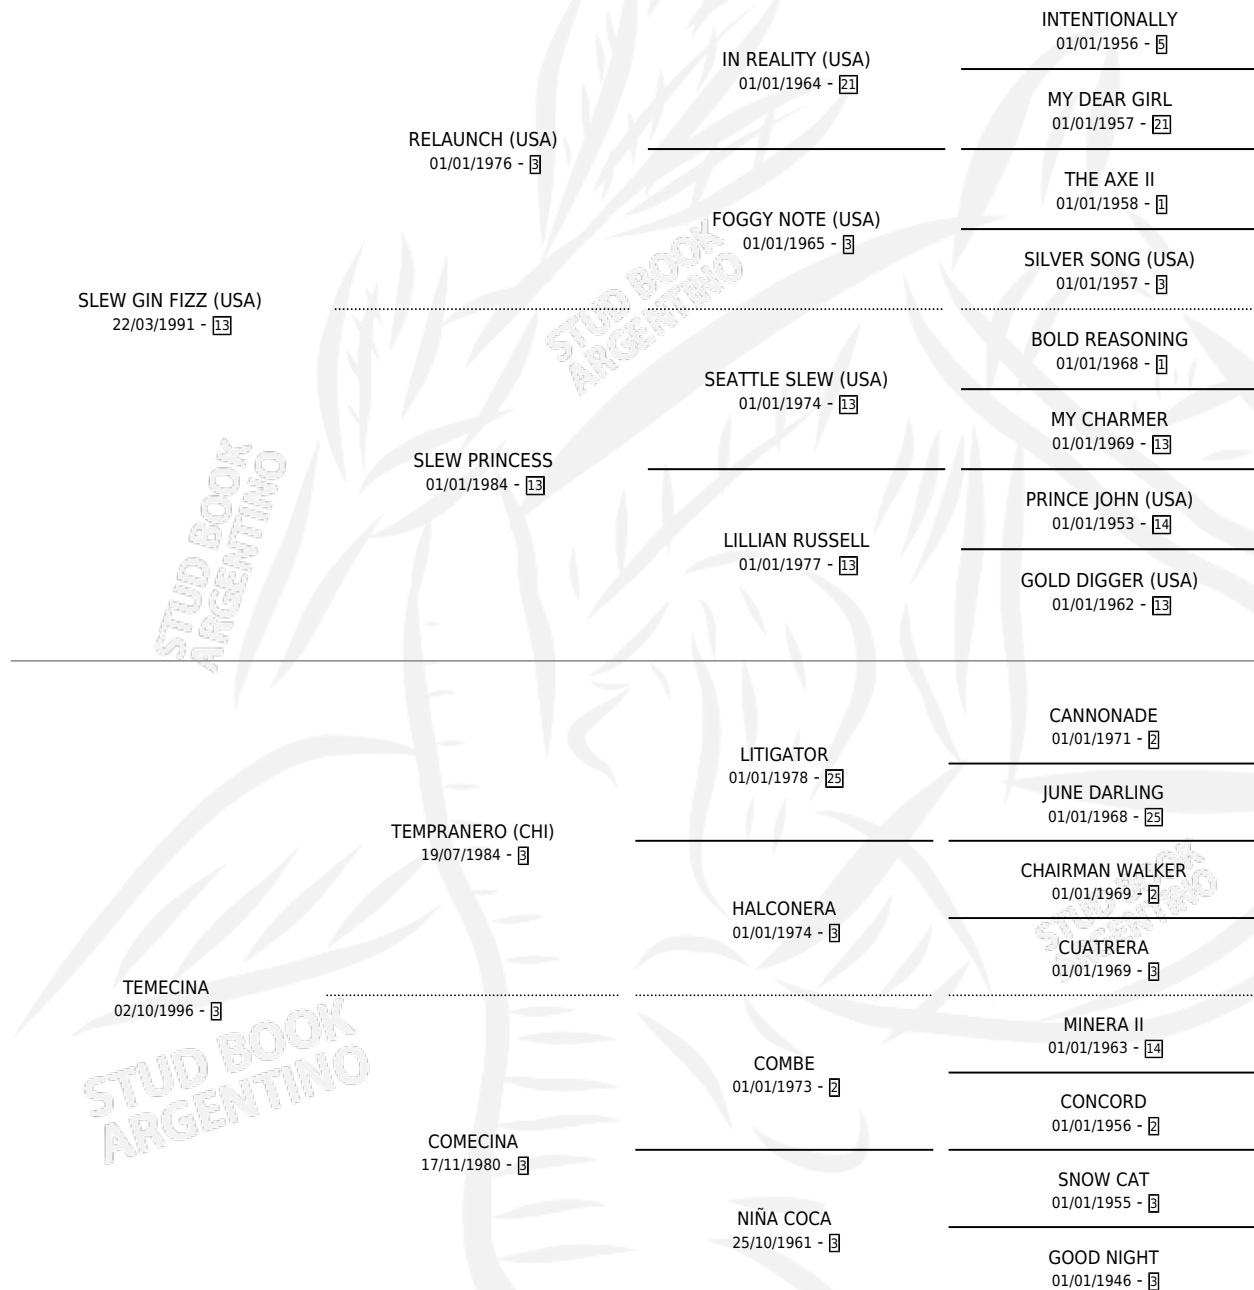 INTENTIONALLY
01/01/1956 - 5
IN REALITY (USA)
01/01/1964 - 21
MY DEAR GIRL
01/01/1957 - 21
RELAUNCH (USA)
01/01/1976 - 3
THE AXE II
01/01/1958 - 1
FOGGY NOTE (USA)
01/01/1965 - 3
SILVER SONG (USA)
01/01/1957 - 3
SLEW GIN FIZZ (USA)
22/03/1991 - 13
BOLD REASONING
01/01/1968 - 1
SEATTLE SLEW (USA)
01/01/1974 - 13
MY CHARMER
01/01/1969 - 13
SLEW PRINCESS
01/01/1984 - 13
PRINCE JOHN (USA)
01/01/1953 - 14
LILLIAN RUSSELL
01/01/1977 - 13
GOLD DIGGER (USA)
01/01/1962 - 13
CANNONADE
01/01/1971 - 2
LITIGATOR
01/01/1978 - 25
JUNE DARLING
01/01/1968 - 25
TEMPRANERO (CHI)
19/07/1984 - 3
CHAIRMAN WALKER
01/01/1969 - 2
HALCONERA
01/01/1974 - 3
CUATRERA
01/01/1969 - 3
TEMECINA
02/10/1996 - 3
MINERA II
01/01/1963 - 14
COMBE
01/01/1973 - 2
CONCORD
01/01/1956 - 2
COMECINA
17/11/1980 - 3
SNOW CAT
01/01/1955 - 3
NIÑA COCA
25/10/1961 - 3
GOOD NIGHT
01/01/1946 - 3
STUD BOOK
ARGENTINO
STUD BOOK
ARGENTINO
STUD BOOK
ARGENTINO
STUD BOOK
ARGENTINO